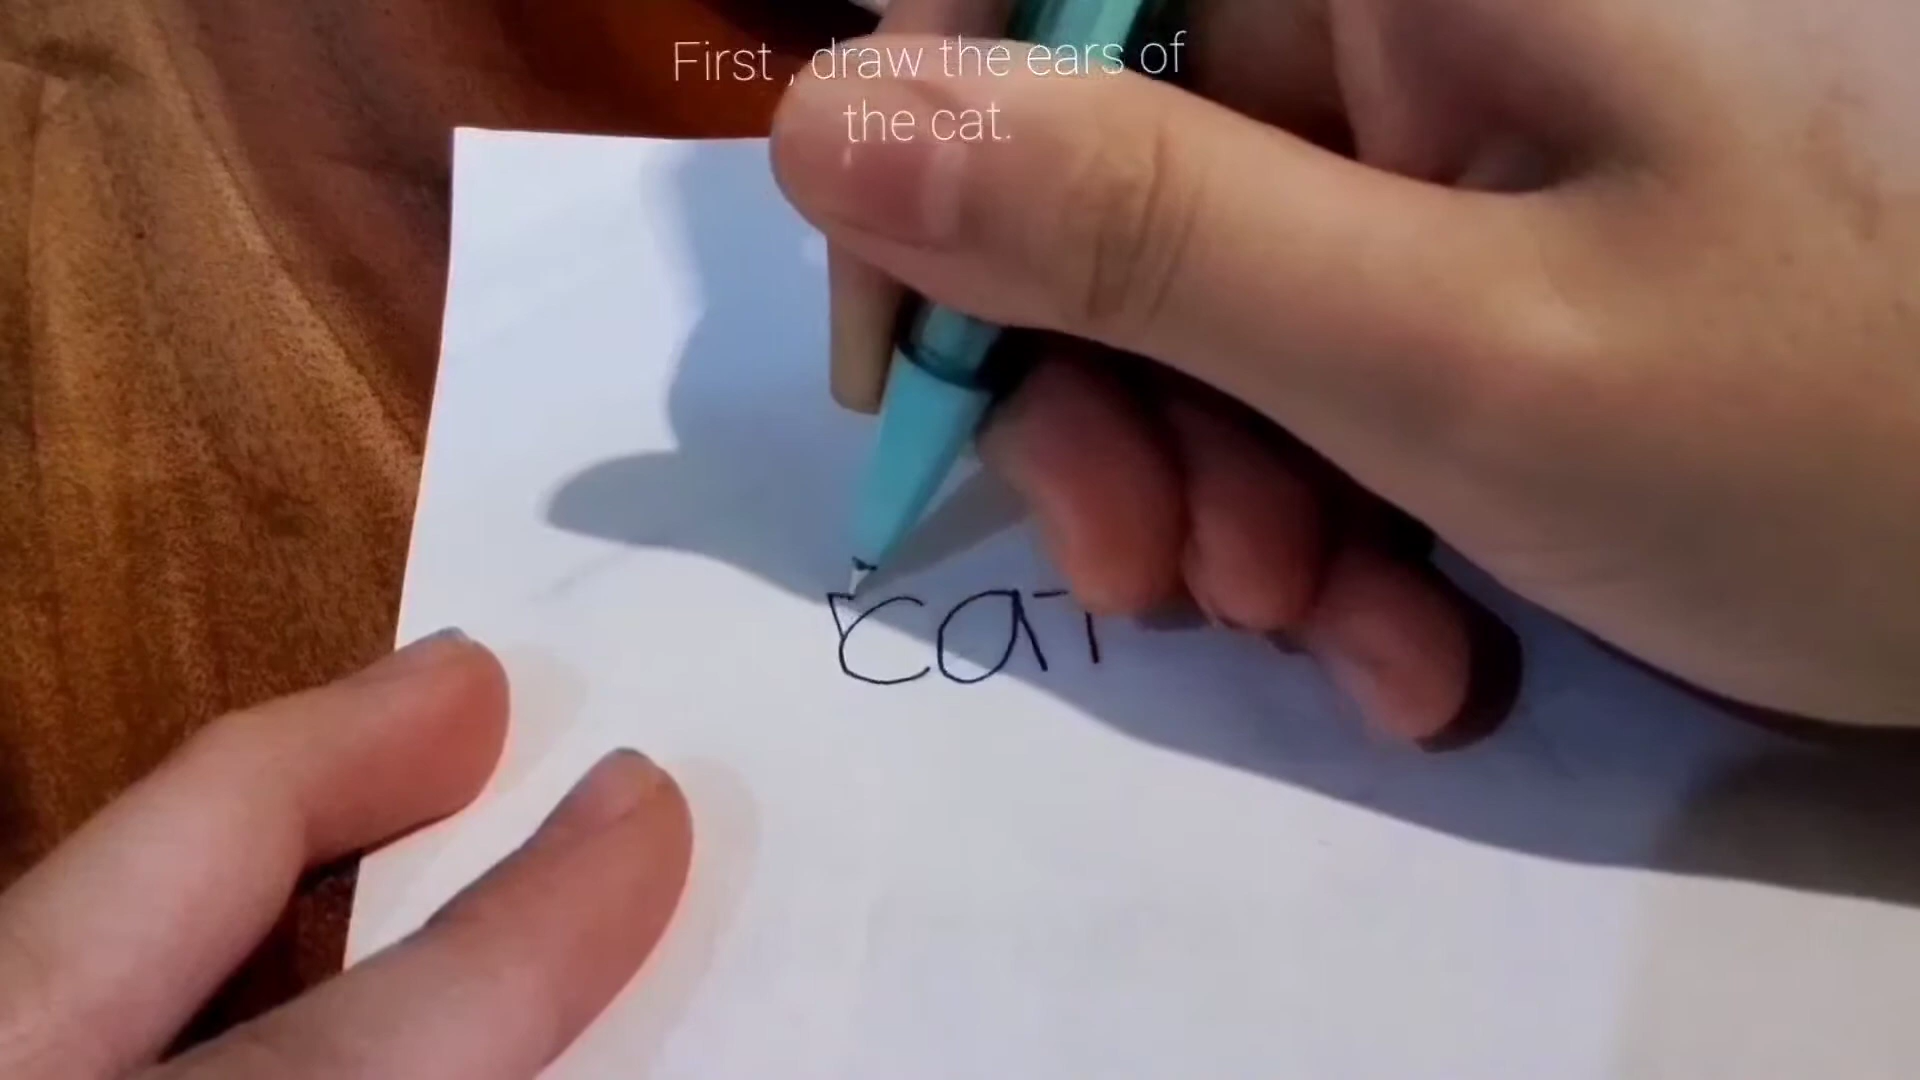 First , draw the ears of
the cat.
cat